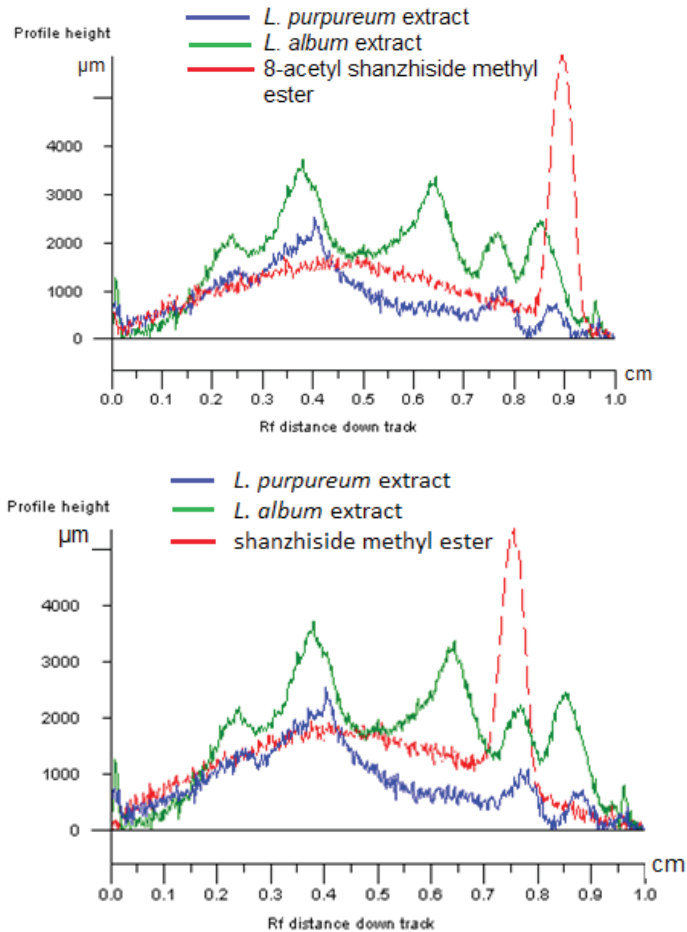 L. purpureum extract
Profile height
L. album extract
µm
8-acetyl shanzhiside methyl
ester
4000
3000
2000
1000
0
cm
0.0 0.1 0.2 0.3 0.4 0.5 0.6 0.7 0.8 0.9 1.0
Rf distance down track
L. purpureum extract
Profile height
L. album extract
µm
shanzhiside methyl ester
4000
3000
2000
1000
0
cm
0.0 0.1 0.2 0.3 0.4 0.5 0.6 0.7 0.8 0.9 1.0
Rf distance down track